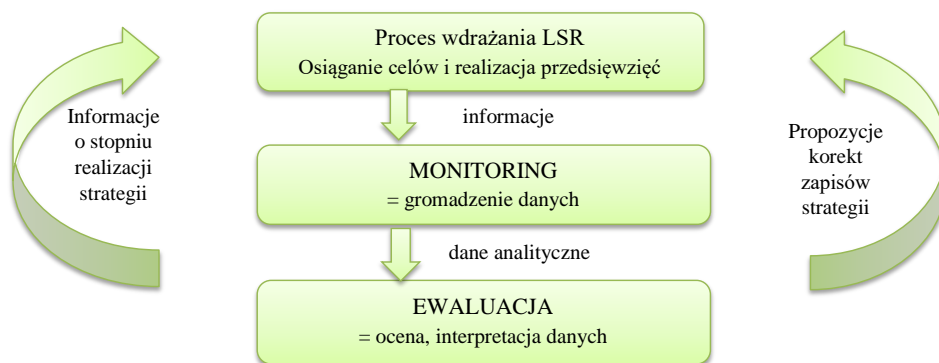 Proces wdrażania LSR
Osiąganie celów i realizacja przedsięwzięć
informacje
Informacje
o stopniu
realizacji
strategii
Propozycje
korekt
zapisów
strategii
MONITORING
= gromadzenie danych
dane analityczne
EWALUACJA
= ocena, interpretacja danych